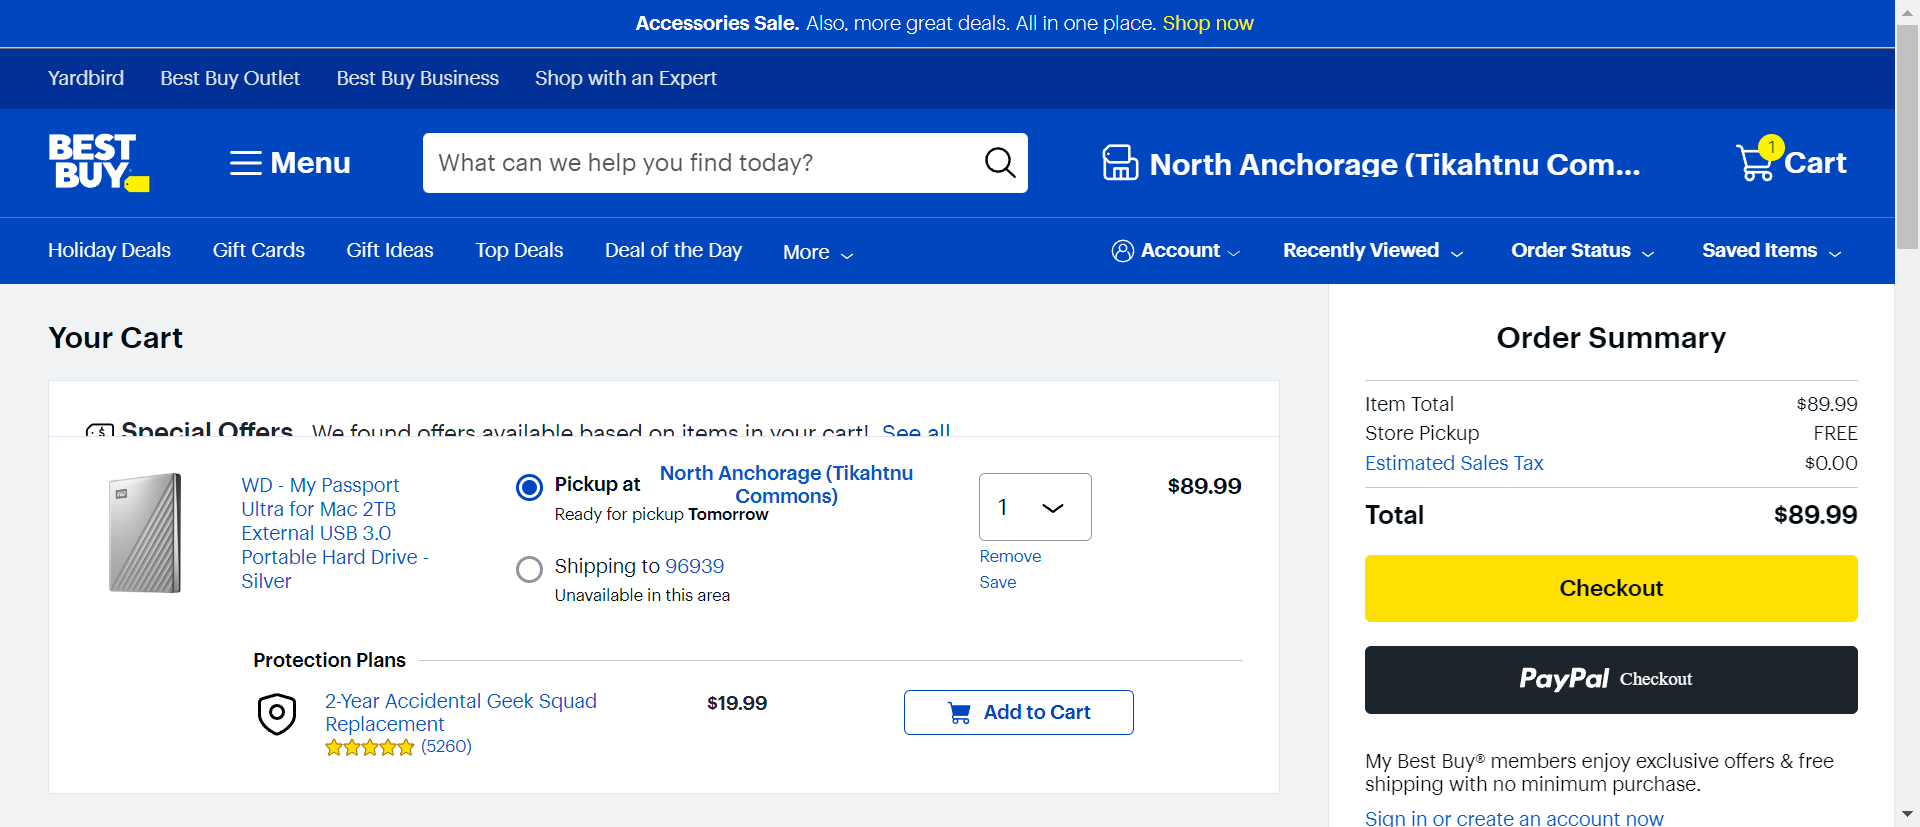 Accessories Sale. Also, more great deals. All in one place. Shop now
Yardbird Best Buy Outlet Best Buy Business Shop with an Expert
BEST
BUY
Menu
What can we help you find today?
North Anchorage (Tikahtnu Com...
1
Cart
Holiday Deals Gift Cards Gift Ideas Top Deals Deal of the Day More
Account Recently Viewed Order Status Saved Items
Your Cart
Special Offers We found offers available based on items in your cart! See all
WD - My Passport
Ultra for Mac 2TB
External USB 3.0
Portable Hard Drive -
Silver
Pickup at North Anchorage (Tikahtnu
Commons)
Ready for pickup Tomorrow
Shipping to 96939
Unavailable in this area
1
Remove
Save
$89.99
Protection Plans
2-Year Accidental Geek Squad
Replacement
(5260)
$19.99
Add to Cart
Order Summary
Item Total $89.99
Store Pickup FREE
Estimated Sales Tax $0.00
Total $89.99
Checkout
PayPal Checkout
My Best Buy® members enjoy exclusive offers & free
shipping with no minimum purchase.
Sign in or create an account now